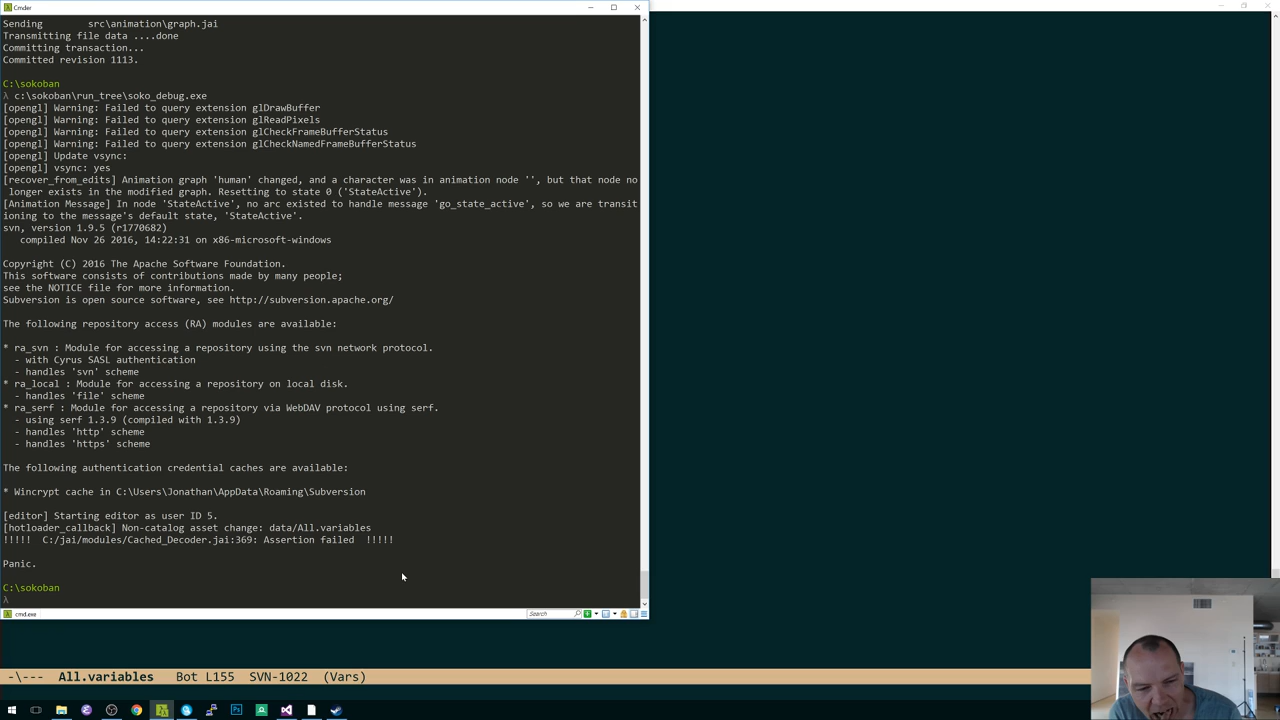 Cmder
Sending       src\animation\graph.jai
Transmitting file data ....done
Committing transaction...
Committed revision 1113.
C:\sokoban
λ c:\sokoban\run_tree\soko_debug.exe
[opengl] Warning: Failed to query extension glDrawBuffer
[opengl] Warning: Failed to query extension glReadPixels
[opengl] Warning: Failed to query extension glCheckFrameBufferStatus
[opengl] Warning: Failed to query extension glCheckNamedFrameBufferStatus
[opengl] Update vsync:
[opengl] vsync: yes
[recover_from_edits] Animation graph 'human' changed, and a character was in animation node '', but that node no
 longer exists in the modified graph. Resetting to state 0 ('StateActive').
[Animation Message] In node 'StateActive', no arc existed to handle message 'go_state_active', so we are transit
ioning to the message's default state, 'StateActive'.
svn, version 1.9.5 (r1770682)
   compiled Nov 26 2016, 14:22:31 on x86-microsoft-windows
Copyright (C) 2016 The Apache Software Foundation.
This software consists of contributions made by many people;
see the NOTICE file for more information.
Subversion is open source software, see http://subversion.apache.org/
The following repository access (RA) modules are available:
* ra_svn : Module for accessing a repository using the svn network protocol.
  - with Cyrus SASL authentication
  - handles 'svn' scheme
* ra_local : Module for accessing a repository on local disk.
  - handles 'file' scheme
* ra_serf : Module for accessing a repository via WebDAV protocol using serf.
  - using serf 1.3.9 (compiled with 1.3.9)
  - handles 'http' scheme
  - handles 'https' scheme
The following authentication credential caches are available:
* Wincrypt cache in C:\Users\Jonathan\AppData\Roaming\Subversion
[editor] Starting editor as user ID 5.
[hotloader_callback] Non-catalog asset change: data/All.variables
!!!!!  C:/jai/modules/Cached_Decoder.jai:369: Assertion failed  !!!!!
Panic.
C:\sokoban
λ
cmd.exe
Search
-\---  All.variables   Bot L155  SVN-1022  (Vars)